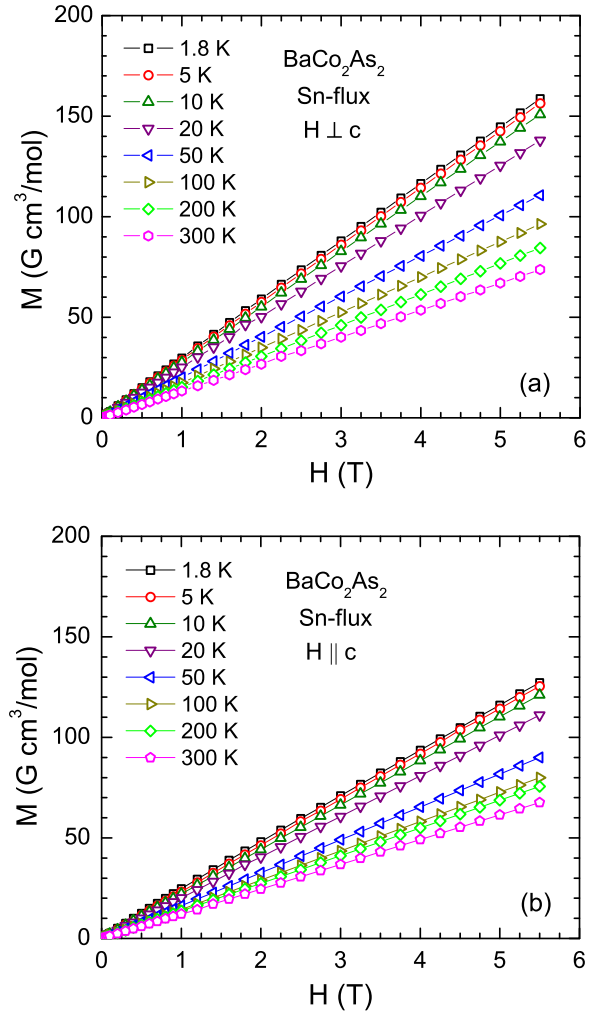 200
150
100
50
0
M (G cm³/mol)
1.8 K
5 K
10 K
20 K
50 K
100 K
200 K
300 K
BaCo₂As₂
Sn-flux
H ⊥ c
(a)
0 1 2 3 4 5 6
H (T)
200
150
100
50
0
M (G cm³/mol)
1.8 K
5 K
10 K
20 K
50 K
100 K
200 K
300 K
BaCo₂As₂
Sn-flux
H || c
(b)
0 1 2 3 4 5 6
H (T)